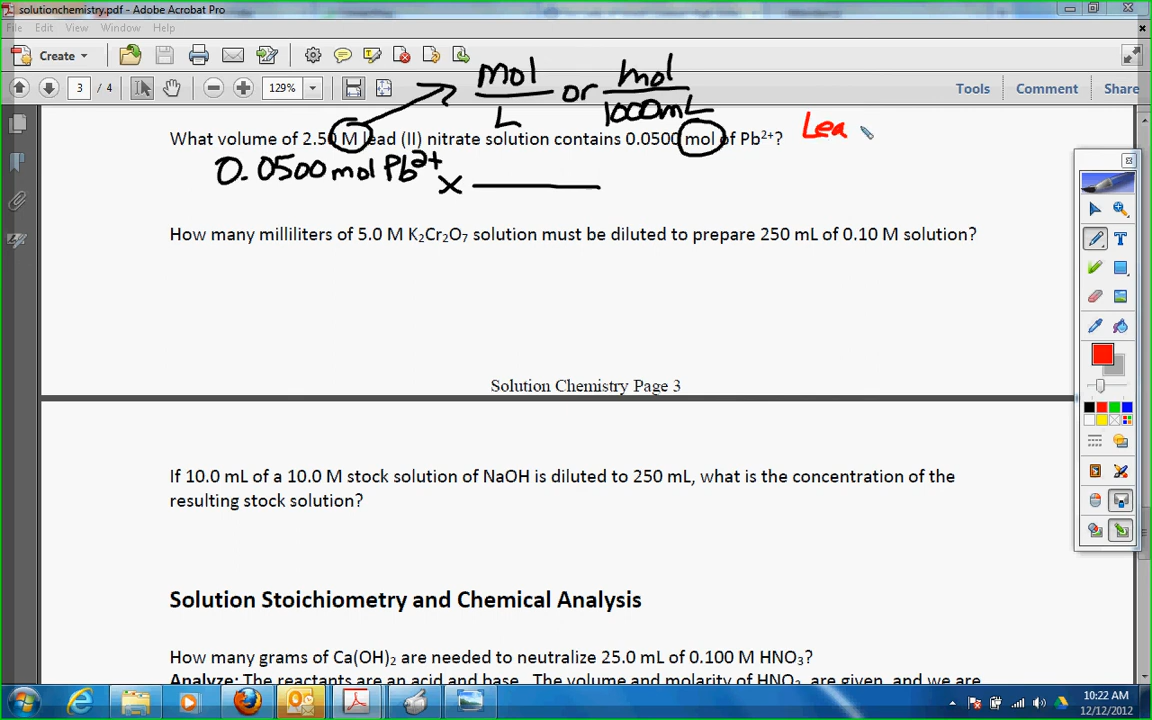 solutionchemistry.pdf - Adobe Acrobat Pro
File Edit View Window Help
Create
3 / 4 129% Tools Comment Share
mol mol
or
L 1000mL
What volume of 2.50 M lead (II) nitrate solution contains 0.0500 mol of Pb²⁺? Lea
0.0500 mol Pb²⁺ x
How many milliliters of 5.0 M K₂Cr₂O₇ solution must be diluted to prepare 250 mL of 0.10 M solution?
Solution Chemistry Page 3
If 10.0 mL of a 10.0 M stock solution of NaOH is diluted to 250 mL, what is the concentration of the
resulting stock solution?
Solution Stoichiometry and Chemical Analysis
How many grams of Ca(OH)₂ are needed to neutralize 25.0 mL of 0.100 M HNO₃?
Analyze: The reactants are an acid and base. The volume and molarity of HNO₃ are given, and we are
10:22 AM
12/12/2012